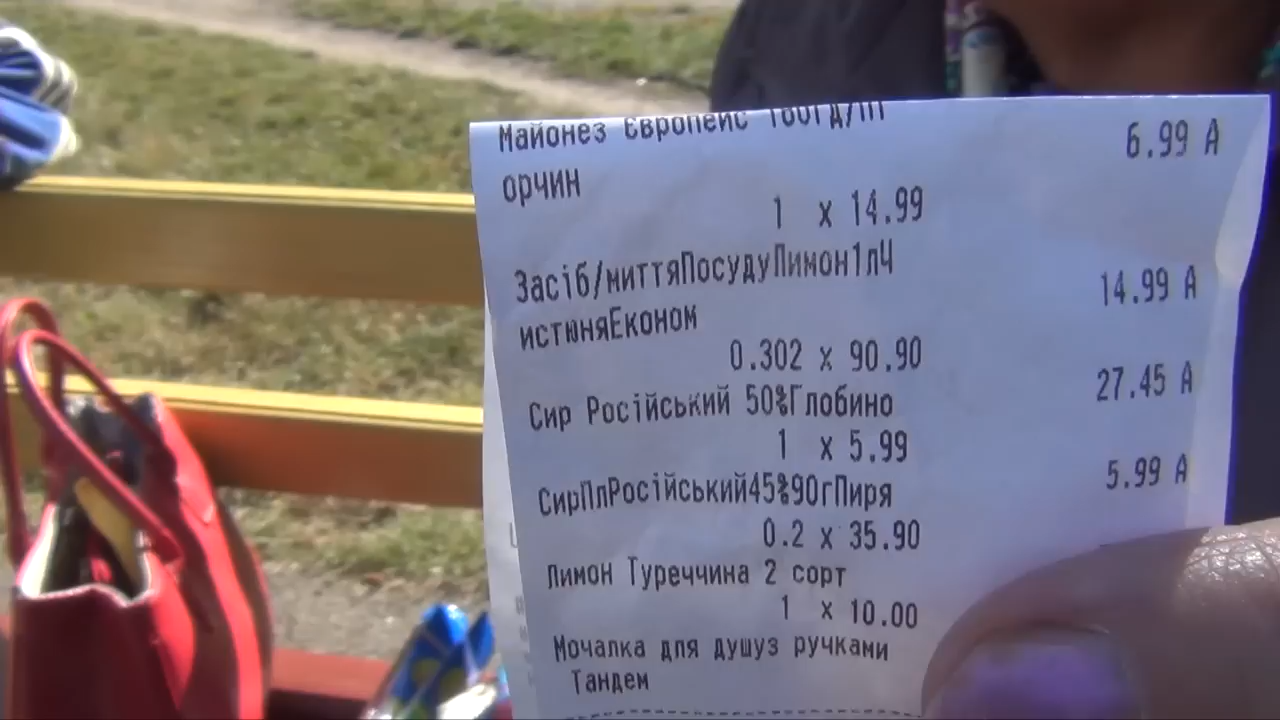 Майонез Європейс 160г д/п П
орчин
6.99 А
1 x 14.99
Засіб/миттяПосудуЛимон1лЧ
истюняЕконом
14.99 А
0.302 x 90.90
Сир Російський 50%Глобино
27.45 А
1 x 5.99
СирПлРосійський45%90гПиря
5.99 А
0.2 x 35.90
Лимон Туреччина 2 сорт
1 x 10.00
Мочалка для душуз ручками
Тандем